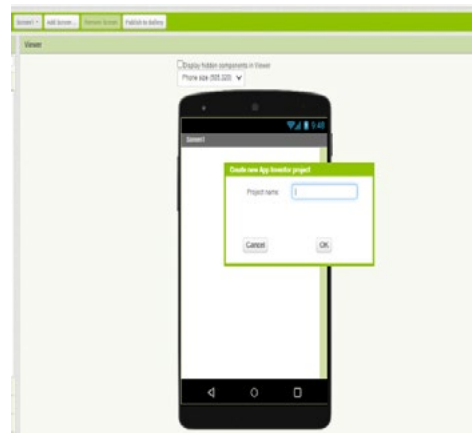 Screen1 Add Screen... Remove Screen Publish to Gallery
Viewer
Display hidden components in Viewer
Phone size (505,320)
9:48
Screen1
Create new App Inventor project
Project name:
Cancel OK